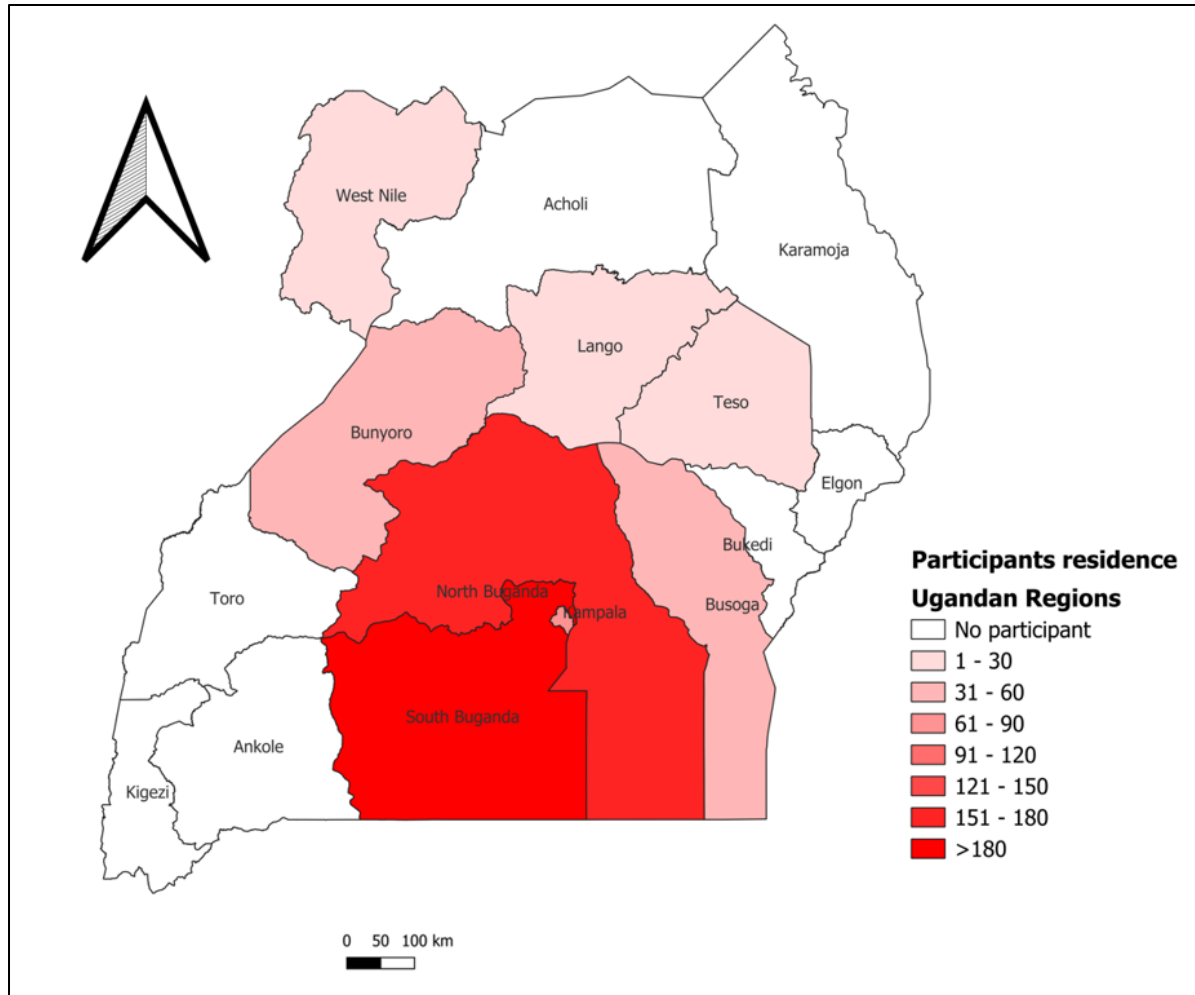 West Nile
Acholi
Karamoja
Lango
Teso
Bunyoro
Elgon
Bukedi
Toro
North Buganda
Kampala
Busoga
South Buganda
Ankole
Kigezi
Participants residence
Ugandan Regions
No participant
1 - 30
31 - 60
61 - 90
91 - 120
121 - 150
151 - 180
>180
0 50 100 km